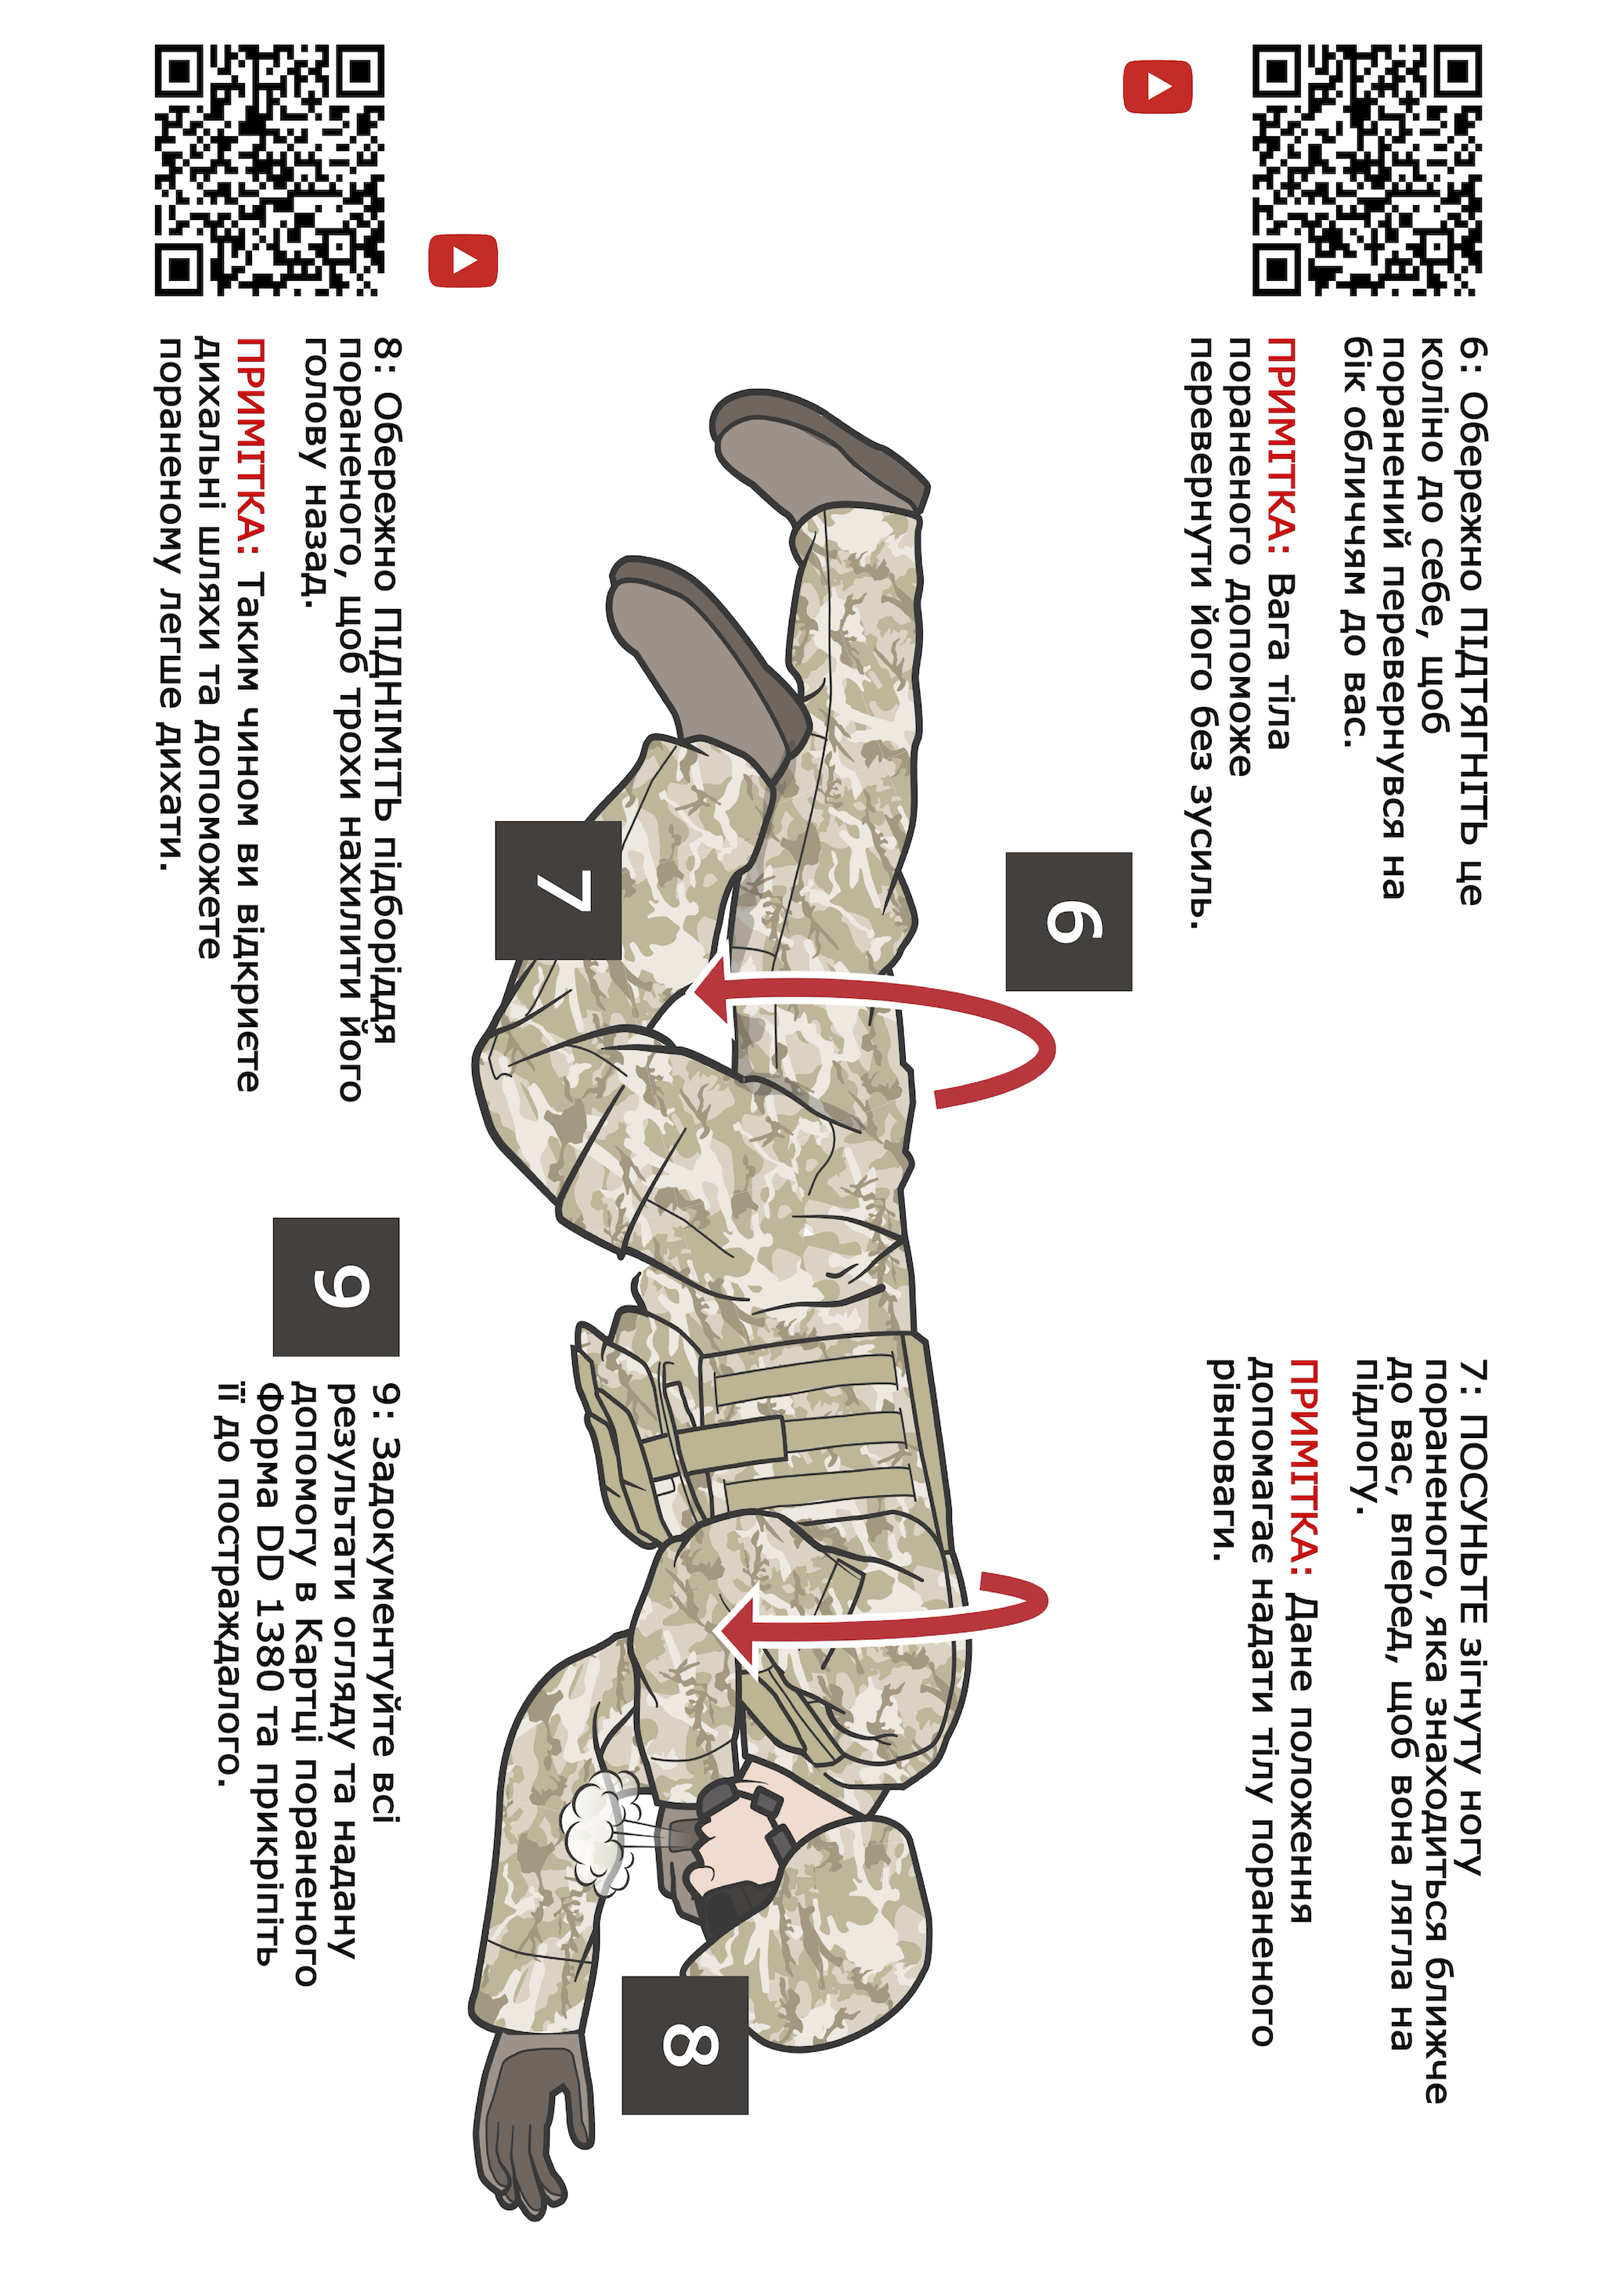 6: Обережно ПІДТЯГНІТЬ це
коліно до себе, щоб
поранений перевернувся на
бік обличчям до вас.
ПРИМІТКА: Вага тіла
пораненого допоможе
перевернути його без зусиль.
7: ПОСУНЬТЕ зігнуту ногу
пораненого, яка знаходиться ближче
до вас, вперед, щоб вона лягла на
підлогу.
ПРИМІТКА: Дане положення
допомагає надати тілу пораненого
рівноваги.
6
7
8
8: Обережно ПІДНІМІТЬ підборіддя
пораненого, щоб трохи нахилити його
голову назад.
ПРИМІТКА: Таким чином ви відкриєте
дихальні шляхи та допоможете
пораненому легше дихати.
9
9: Задокументуйте всі
результати огляду та надану
допомогу в Картці пораненого
Форма DD 1380 та прикріпіть
її до постраждалого.